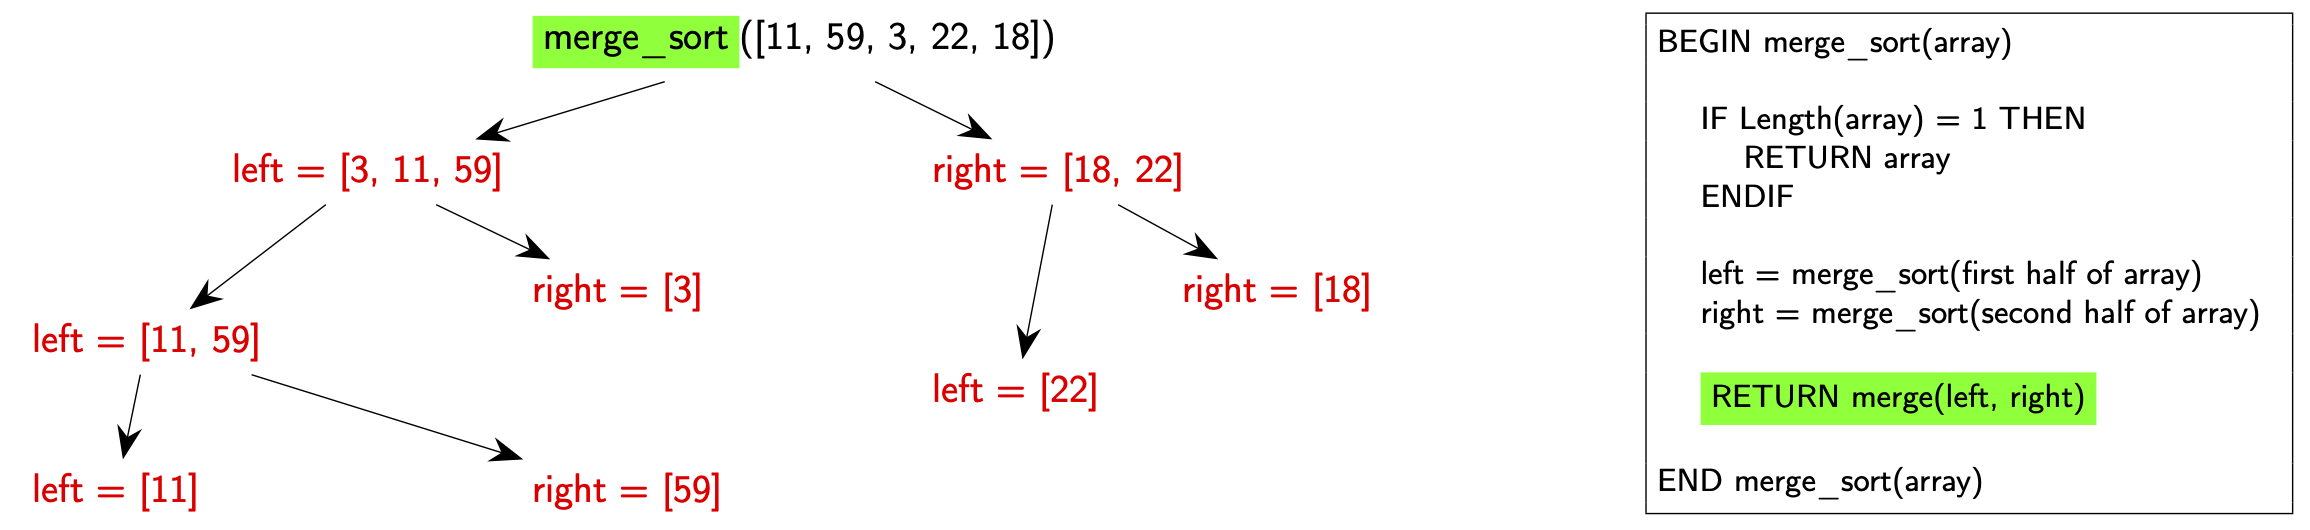 merge_sort([11, 59, 3, 22, 18])
left = [3, 11, 59]
right = [18, 22]
right = [3]
right = [18]
left = [11, 59]
left = [22]
left = [11]
right = [59]
BEGIN merge_sort(array)
IF Length(array) = 1 THEN
RETURN array
ENDIF
left = merge_sort(first half of array)
right = merge_sort(second half of array)
RETURN merge(left, right)
END merge_sort(array)